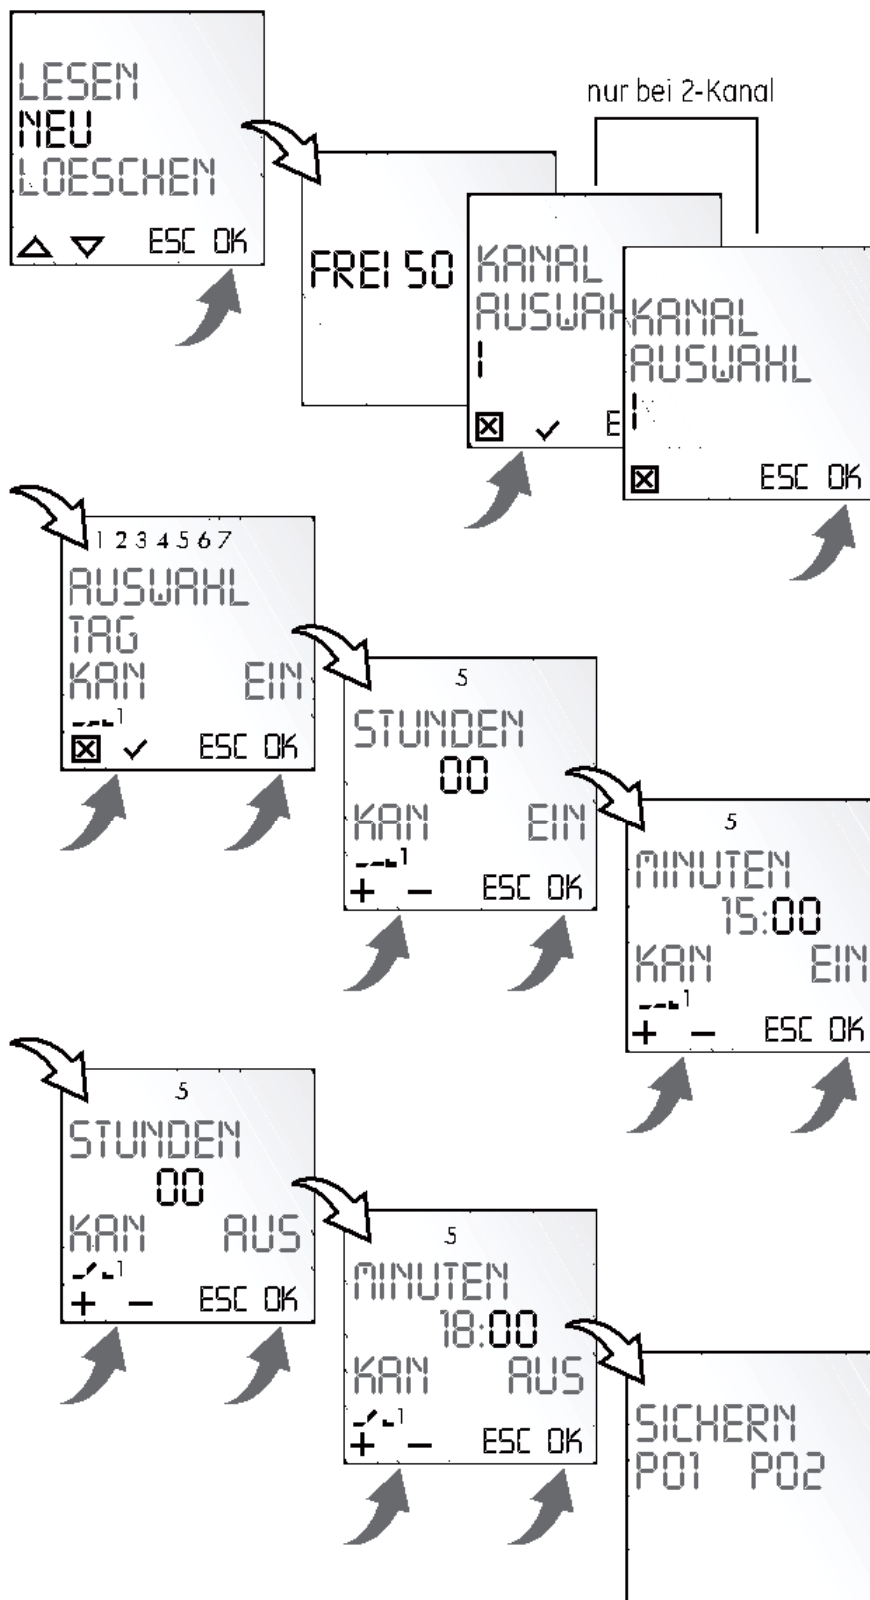 LESEN
NEU
LOESCHEN
ESC OK
nur bei 2-Kanal
FREI 50
KANAL
AUSWAH
1
E
KANAL
AUSWAHL
1
ESC OK
1 2 3 4 5 6 7
AUSWAHL
TAG
KAN EIN
1
ESC OK
5
STUNDEN
00
KAN EIN
1
+ − ESC OK
5
MINUTEN
15:00
KAN EIN
1
+ − ESC OK
5
STUNDEN
00
KAN AUS
1
+ − ESC OK
5
MINUTEN
18:00
KAN AUS
1
+ − ESC OK
SICHERN
P01 P02